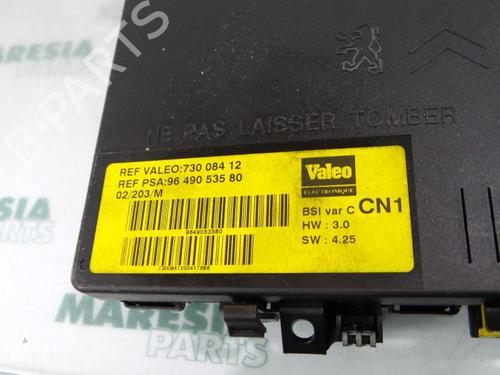 NE PAS LAISSER TOMBER
REF VALEO:730 084 12
REF PSA:96 490 535 80
02/203/M
9649053580
7300841200417668
Valeo
ELECTRONIQUE
BSI var C CN1
HW : 3.0
SW : 4.25
MARESIA
PARTS